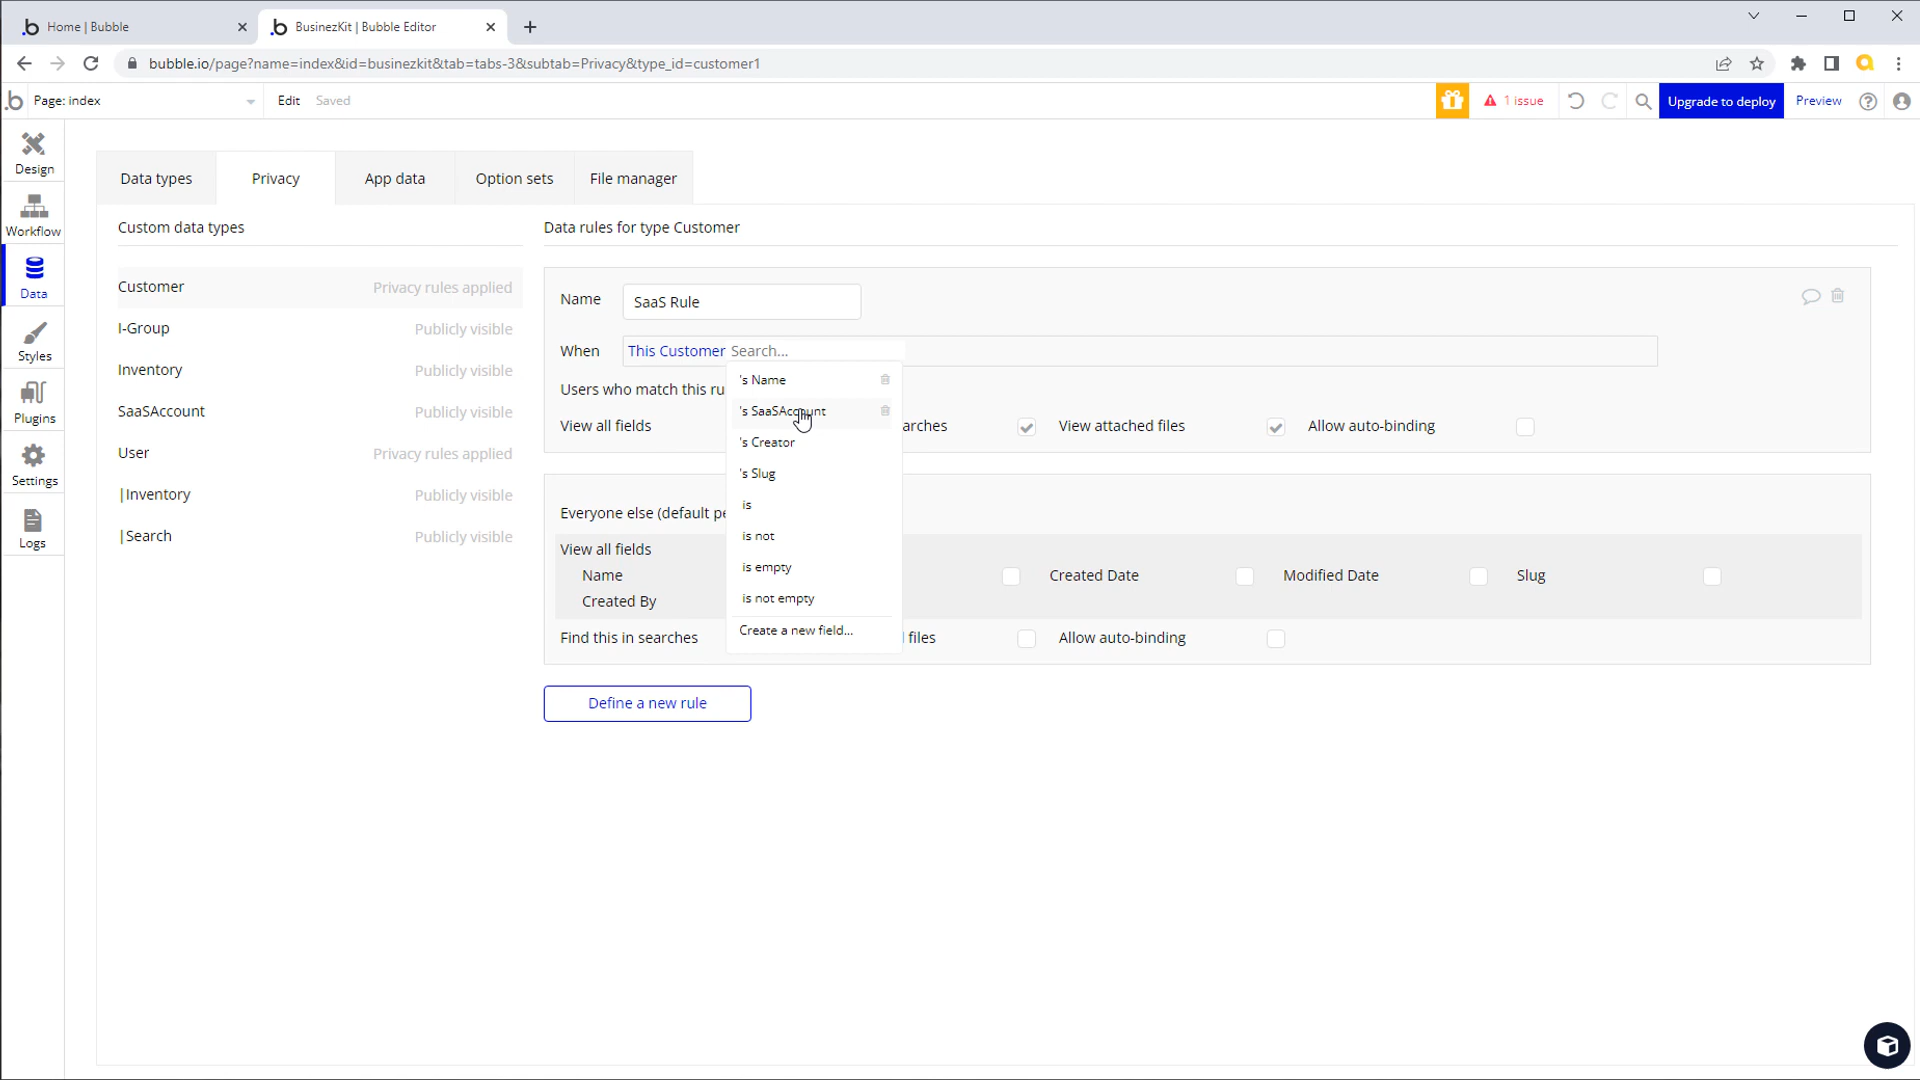 Home | Bubble
BusinezKit | Bubble Editor
bubble.io/page?name=index&id=businezkit&tab=tabs-3&subtab=Privacy&type_id=customer1
Page: index
Edit
Saved
1 issue
Upgrade to deploy
Preview
Design
Workflow
Data
Styles
Plugins
Settings
Logs
Data types
Privacy
App data
Option sets
File manager
Custom data types
Customer Privacy rules applied
I-Group Publicly visible
Inventory Publicly visible
SaaSAccount Publicly visible
User Privacy rules applied
|Inventory Publicly visible
|Search Publicly visible
Data rules for type Customer
Name SaaS Rule
When This Customer Search...
's Name
's SaaSAccount
's Creator
's Slug
is
is not
is empty
is not empty
Create a new field...
Users who match this ru
View all fields arches View attached files Allow auto-binding
Everyone else (default pe
View all fields
Name Created Date Modified Date Slug
Created By
Find this in searches files Allow auto-binding
Define a new rule